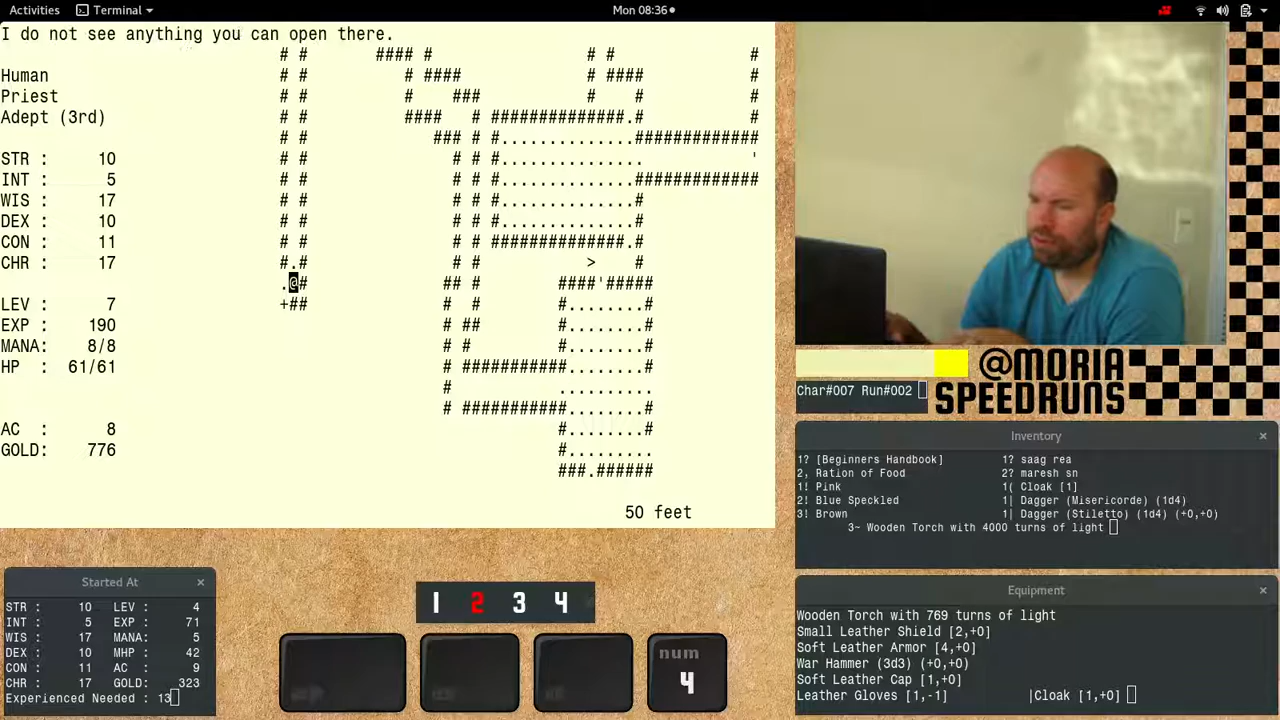 Activities Terminal Mon 08:36
I do not see anything you can open there.
Human
Priest
Adept (3rd)
STR : 10
INT : 5
WIS : 17
DEX : 10
CON : 11
CHR : 17
LEV : 7
EXP : 190
MANA: 8/8
HP : 61/61
AC : 8
GOLD: 776
50 feet
@MORIA
SPEEDRUNS
Char#007 Run#002
Inventory
1? [Beginners Handbook] 1? saag rea
2, Ration of Food 2? maresh sn
1! Pink 1( Cloak [1]
2! Blue Speckled 1| Dagger (Misericorde) (1d4)
3! Brown 1| Dagger (Stiletto) (1d4) (+0,+0)
3~ Wooden Torch with 4000 turns of light
Equipment
Wooden Torch with 769 turns of light
Small Leather Shield [2,+0]
Soft Leather Armor [4,+0]
War Hammer (3d3) (+0,+0)
Soft Leather Cap [1,+0]
Leather Gloves [1,-1] |Cloak [1,+0]
Started At
STR : 10 LEV : 4
INT : 5 EXP : 71
WIS : 17 MANA: 5
DEX : 10 MHP : 42
CON : 11 AC : 9
CHR : 17 GOLD: 323
Experienced Needed : 13
1 2 3 4
num
4